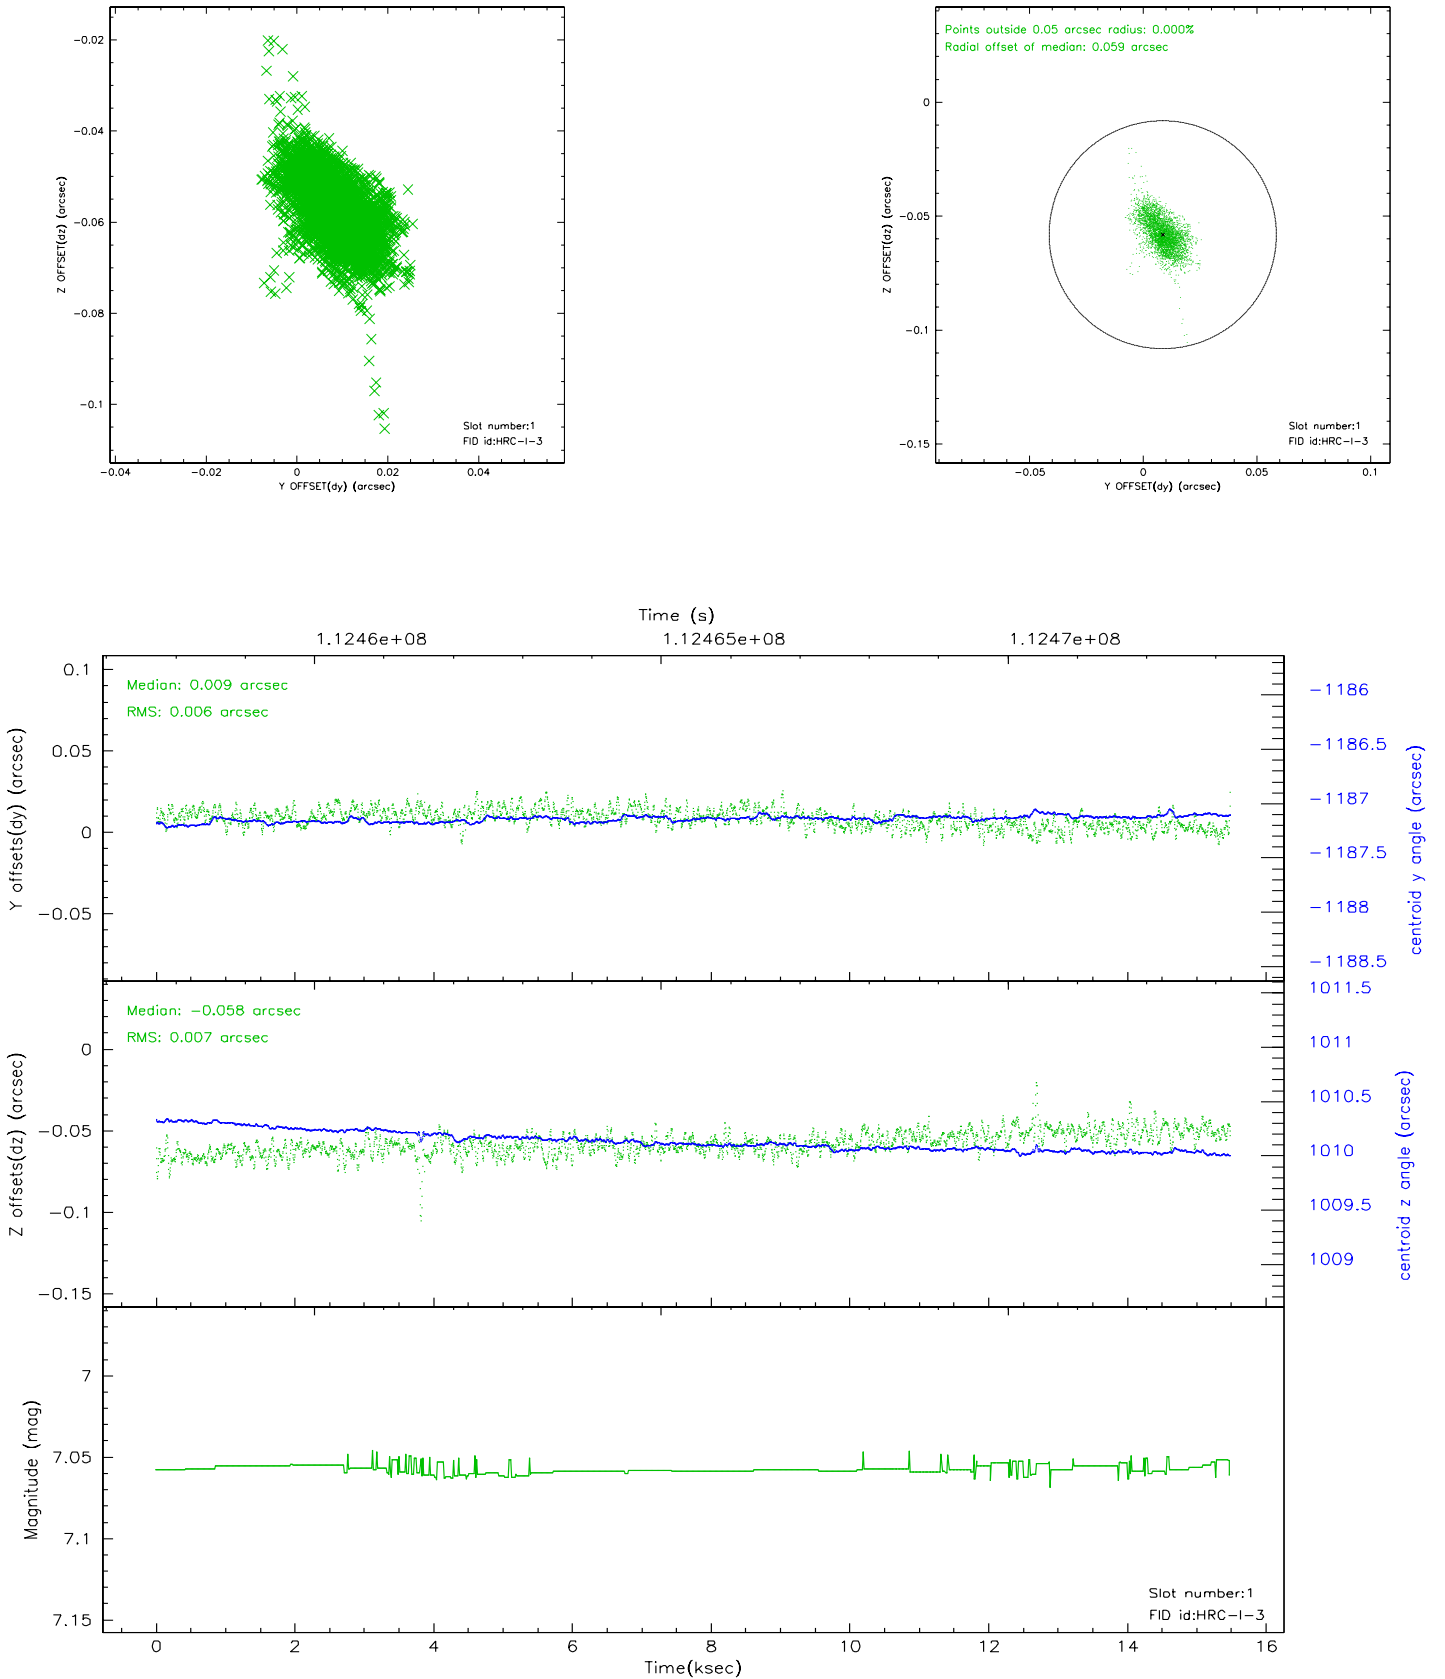 -0.02
-0.04
-0.06
-0.08
-0.1
Z OFFSET(dz) (arcsec)
-0.04 -0.02 0 0.02 0.04
Y OFFSET(dy) (arcsec)
Slot number:1
FID id:HRC-I-3
Points outside 0.05 arcsec radius: 0.000%
Radial offset of median: 0.059 arcsec
0
-0.05
-0.1
-0.15
Z OFFSET(dz) (arcsec)
-0.05 0 0.05 0.1
Y OFFSET(dy) (arcsec)
Slot number:1
FID id:HRC-I-3
Time (s)
1.1246e+08 1.12465e+08 1.1247e+08
0.1
0.05
0
-0.05
Y offsets(dy) (arcsec)
Median: 0.009 arcsec
RMS: 0.006 arcsec
-1186
-1186.5
-1187
-1187.5
-1188
-1188.5
centroid y angle (arcsec)
0
-0.05
-0.1
-0.15
Z offsets(dz) (arcsec)
Median: -0.058 arcsec
RMS: 0.007 arcsec
1011.5
1011
1010.5
1010
1009.5
1009
centroid z angle (arcsec)
7
7.05
7.1
7.15
Magnitude (mag)
Slot number:1
FID id:HRC-I-3
0 2 4 6 8 10 12 14 16
Time(ksec)